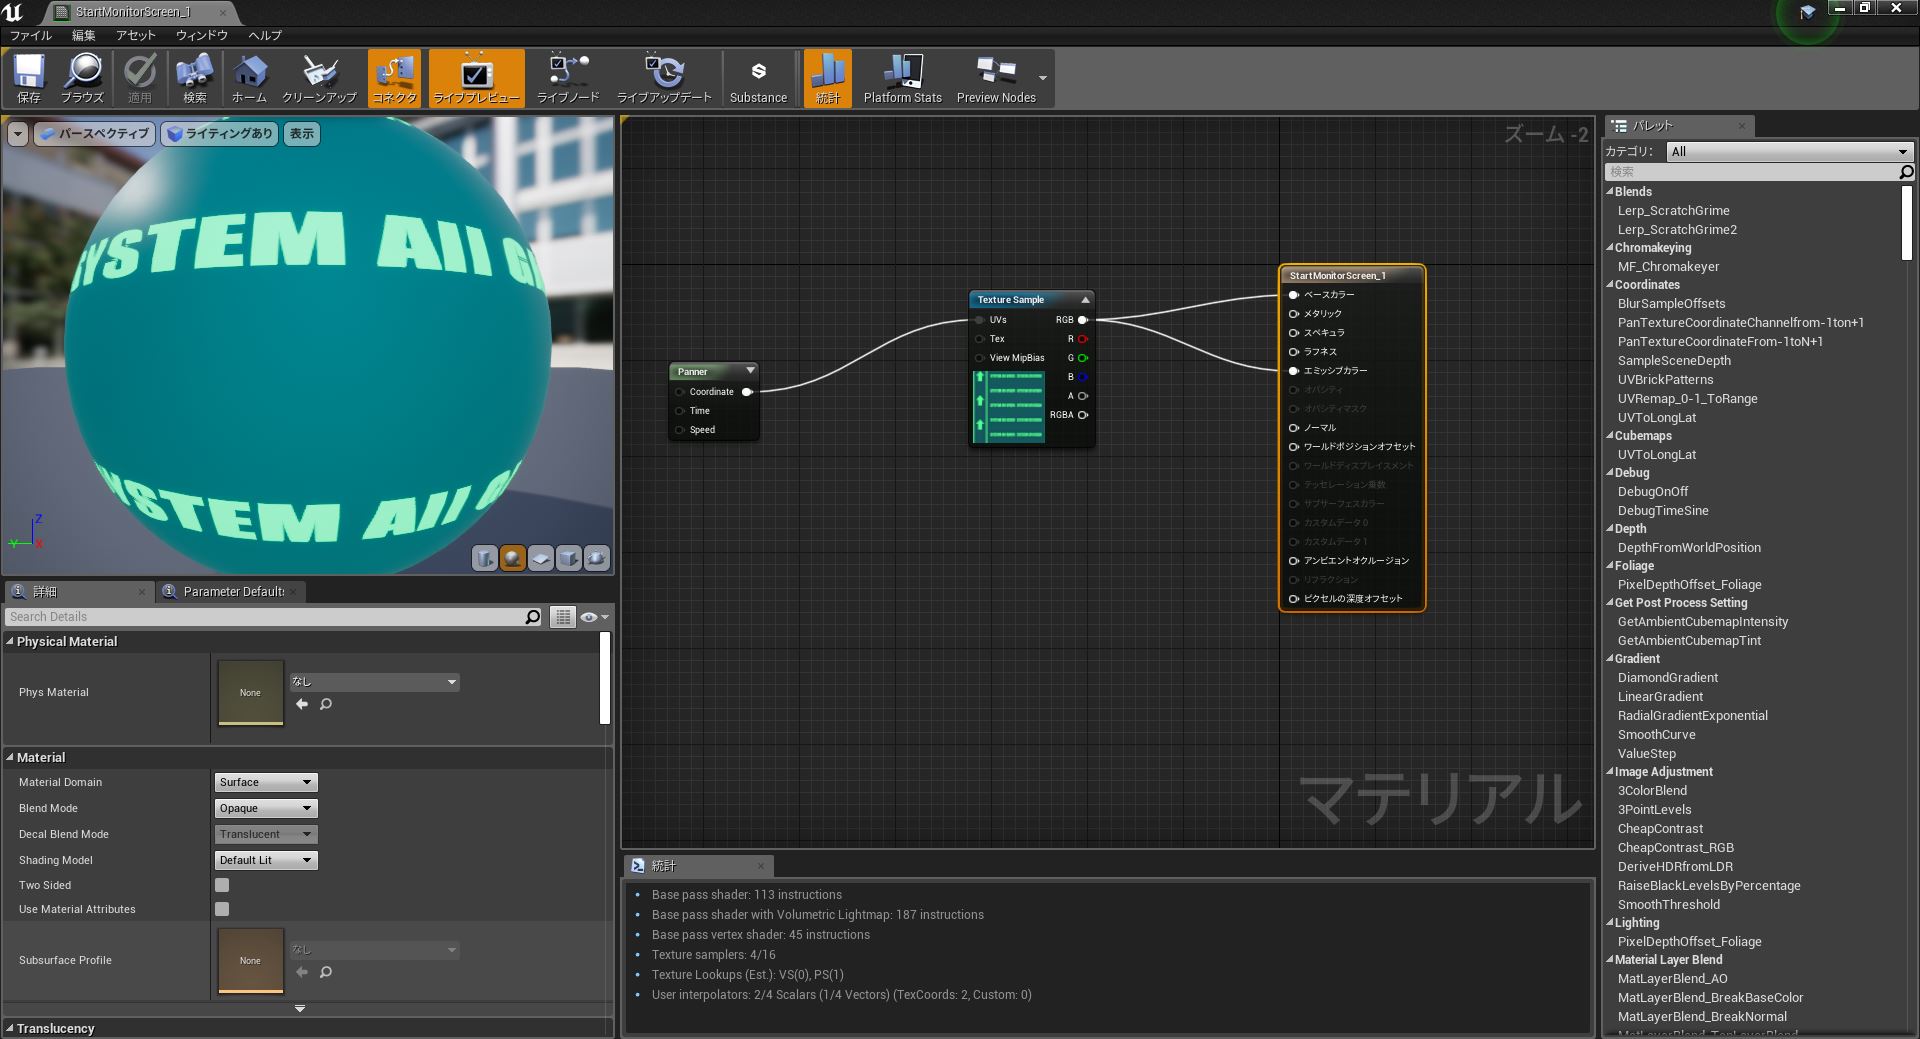 StartMonitorScreen_1
ファイル 編集 アセット ウィンドウ ヘルプ
保存 ブラウズ 適用 検索 ホーム クリーンアップ コネクタ ライブプレビュー ライブノード ライブアップデート Substance 統計 Platform Stats Preview Nodes
パースペクティブ ライティングあり 表示
SYSTEM All
SYSTEM All
Z
Y X
詳細 Parameter Defaults
Search Details
Physical Material
Phys Material None なし
Material
Material Domain Surface
Blend Mode Opaque
Decal Blend Mode Translucent
Shading Model Default Lit
Two Sided
Use Material Attributes
Subsurface Profile None なし
Translucency
ズーム -2
Panner
Coordinate
Time
Speed
Texture Sample
UVs RGB
Tex R
View MipBias G
B
A
RGBA
StartMonitorScreen_1
ベースカラー
メタリック
スペキュラ
ラフネス
エミッシブカラー
オパシティ
オパシティマスク
ノーマル
ワールドポジションオフセット
ワールドディスプレイスメント
テッセレーション乗数
サブサーフェスカラー
カスタムデータ 0
カスタムデータ 1
アンビエントオクルージョン
リフラクション
ピクセルの深度オフセット
マテリアル
統計
Base pass shader: 113 instructions
Base pass shader with Volumetric Lightmap: 187 instructions
Base pass vertex shader: 45 instructions
Texture samplers: 4/16
Texture Lookups (Est.): VS(0), PS(1)
User interpolators: 2/4 Scalars (1/4 Vectors) (TexCoords: 2, Custom: 0)
パレット
カテゴリ: All
検索
Blends
Lerp_ScratchGrime
Lerp_ScratchGrime2
Chromakeying
MF_Chromakeyer
Coordinates
BlurSampleOffsets
PanTextureCoordinateChannelfrom-1ton+1
PanTextureCoordinateFrom-1toN+1
SampleSceneDepth
UVBrickPatterns
UVRemap_0-1_ToRange
UVToLongLat
Cubemaps
UVToLongLat
Debug
DebugOnOff
DebugTimeSine
Depth
DepthFromWorldPosition
Foliage
PixelDepthOffset_Foliage
Get Post Process Setting
GetAmbientCubemapIntensity
GetAmbientCubemapTint
Gradient
DiamondGradient
LinearGradient
RadialGradientExponential
SmoothCurve
ValueStep
Image Adjustment
3ColorBlend
3PointLevels
CheapContrast
CheapContrast_RGB
DeriveHDRfromLDR
RaiseBlackLevelsByPercentage
SmoothThreshold
Lighting
PixelDepthOffset_Foliage
Material Layer Blend
MatLayerBlend_AO
MatLayerBlend_BreakBaseColor
MatLayerBlend_BreakNormal
MatLayerBlend_TopLayerBlend